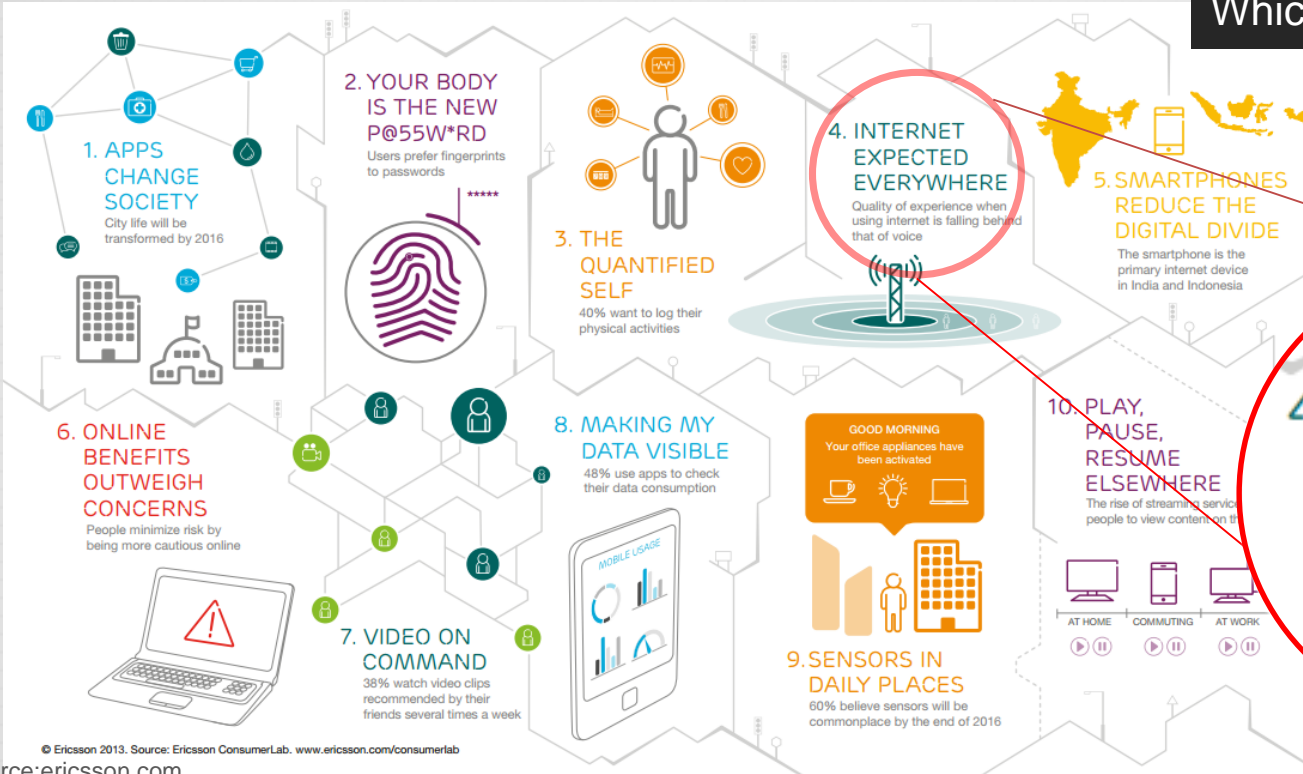 Whic
1. APPS
CHANGE
SOCIETY
City life will be
transformed by 2016
2. YOUR BODY
IS THE NEW
P@55W*RD
Users prefer fingerprints
to passwords
*****
3. THE
QUANTIFIED
SELF
40% want to log their
physical activities
4. INTERNET
EXPECTED
EVERYWHERE
Quality of experience when
using internet is falling behind
that of voice
5. SMARTPHONES
REDUCE THE
DIGITAL DIVIDE
The smartphone is the
primary internet device
in India and Indonesia
6. ONLINE
BENEFITS
OUTWEIGH
CONCERNS
People minimize risk by
being more cautious online
7. VIDEO ON
COMMAND
38% watch video clips
recommended by their
friends several times a week
8. MAKING MY
DATA VISIBLE
48% use apps to check
their data consumption
MOBILE USAGE
GOOD MORNING
Your office appliances have
been activated
9. SENSORS IN
DAILY PLACES
60% believe sensors will be
commonplace by the end of 2016
10. PLAY,
PAUSE,
RESUME
ELSEWHERE
The rise of streaming service
people to view content on th
AT HOME COMMUTING AT WORK
© Ericsson 2013. Source: Ericsson ConsumerLab. www.ericsson.com/consumerlab
rce:ericsson.com